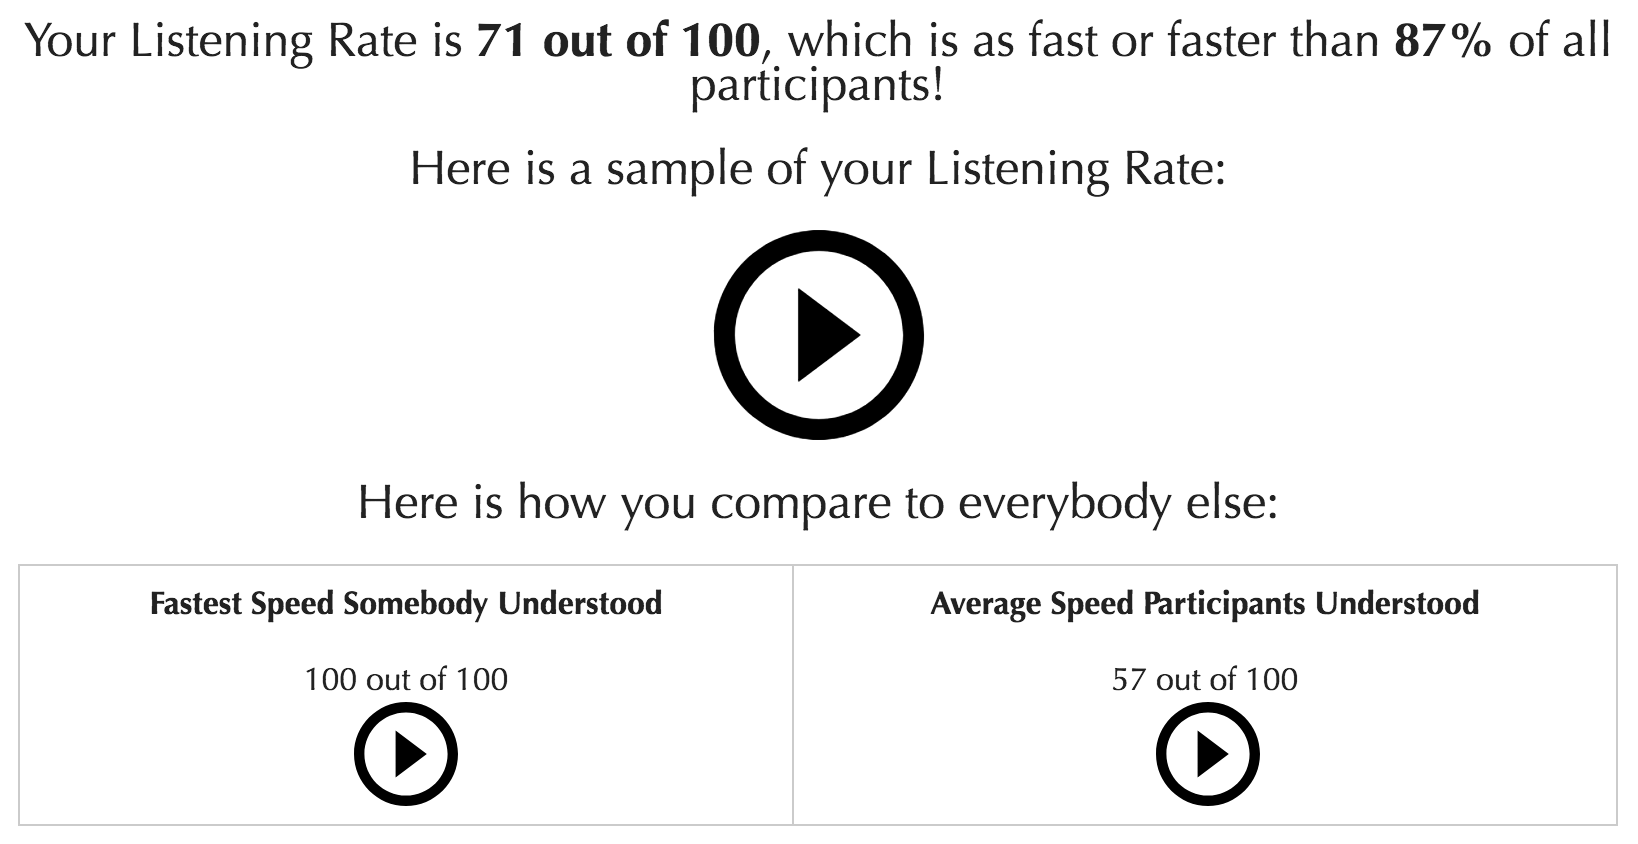 Your Listening Rate is 71 out of 100, which is as fast or faster than 87% of all
participants!
Here is a sample of your Listening Rate:
Here is how you compare to everybody else:
Fastest Speed Somebody Understood
100 out of 100
Average Speed Participants Understood
57 out of 100